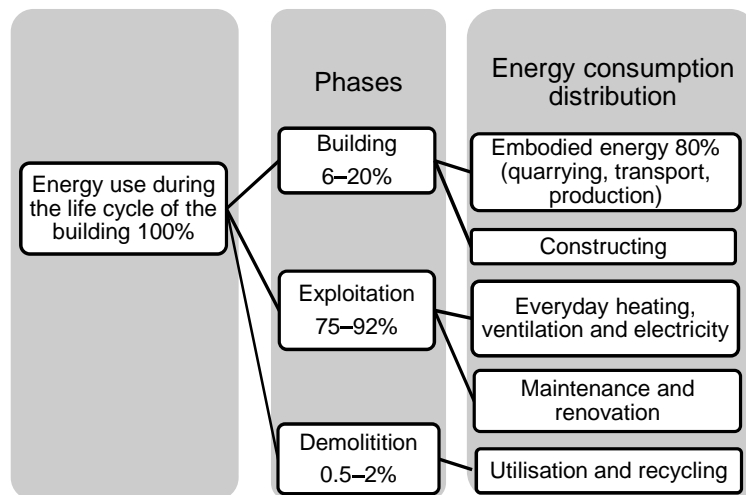 Phases
Energy consumption
distribution
Energy use during
the life cycle of the
building 100%
Building
6–20%
Embodied energy 80%
(quarrying, transport,
production)
Constructing
Exploitation
75–92%
Everyday heating,
ventilation and electricity
Maintenance and
renovation
Demolitition
0.5–2%
Utilisation and recycling